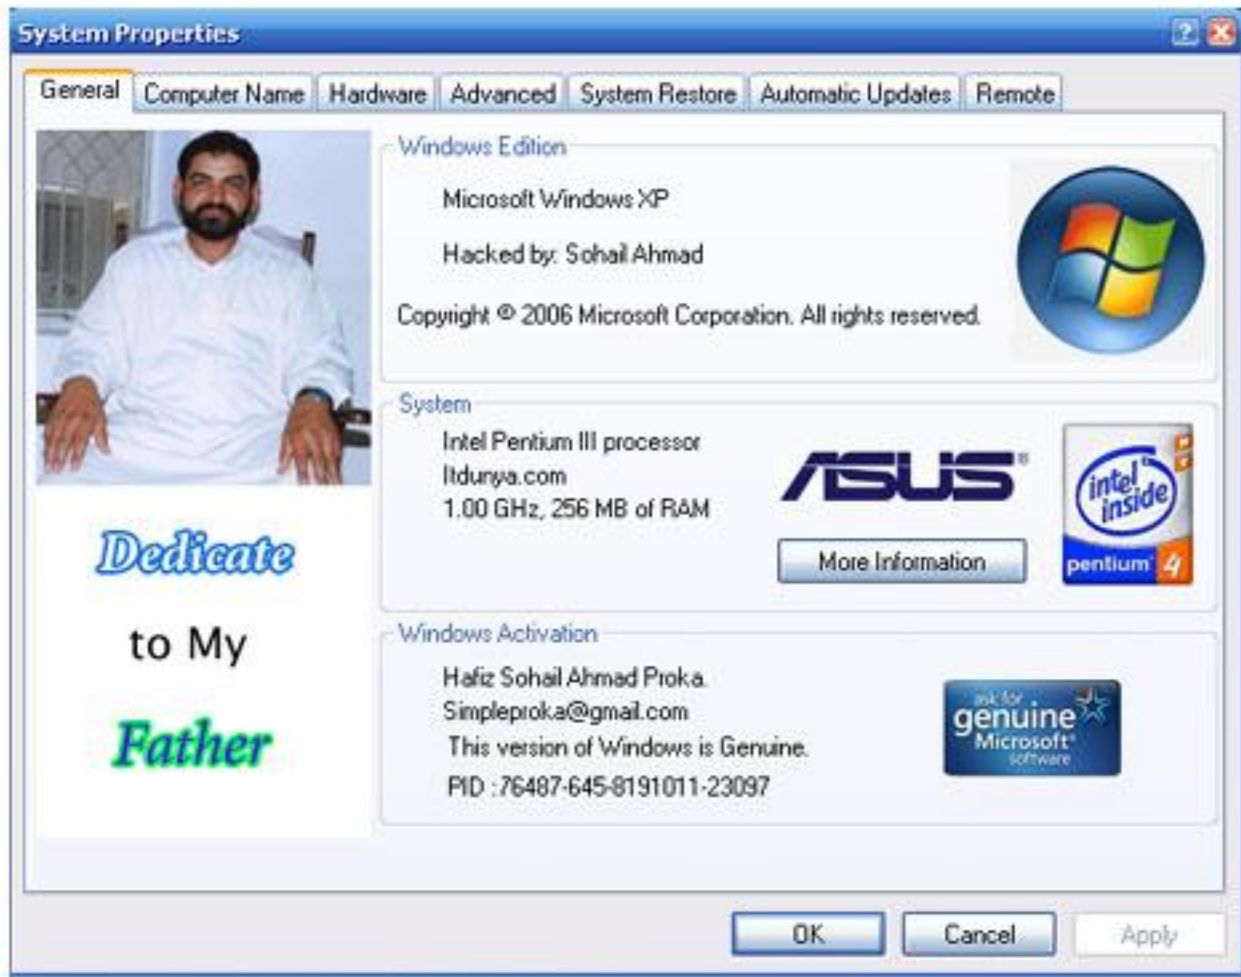 System Properties
General Computer Name Hardware Advanced System Restore Automatic Updates Remote
Windows Edition
Microsoft Windows XP
Hacked by: Sohail Ahmad
Copyright © 2006 Microsoft Corporation. All rights reserved.
System
Intel Pentium III processor
Itdunya.com
1.00 GHz, 256 MB of RAM
ASUS®
intel®
inside
pentium® 4
More Information
Dedicate
to My
Father
Windows Activation
Hafiz Sohail Ahmad Proka.
Simpleproka@gmail.com
This version of Windows is Genuine.
PID :76487-645-8191011-23097
ask for
genuine
Microsoft®
software
OK Cancel Apply